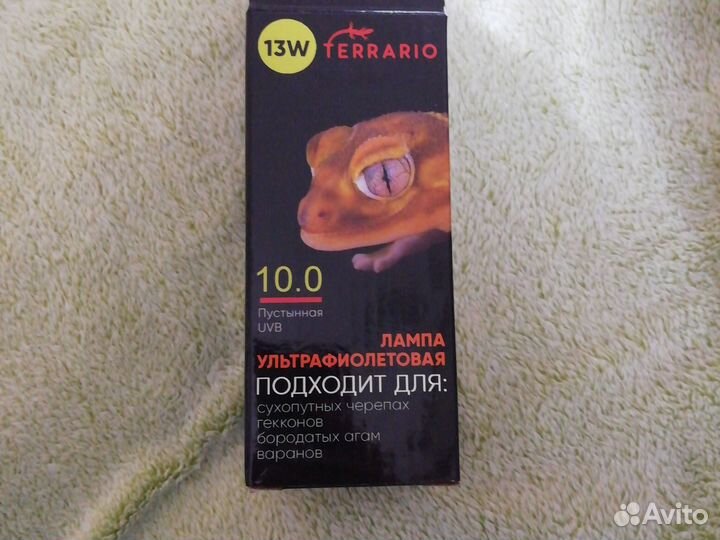 13W
TERRARIO
10.0
Пустынная
UVB
ЛАМПА
УЛЬТРАФИОЛЕТОВАЯ
ПОДХОДИТ ДЛЯ:
сухопутных черепах
гекконов
бородатых агам
варанов
Avito